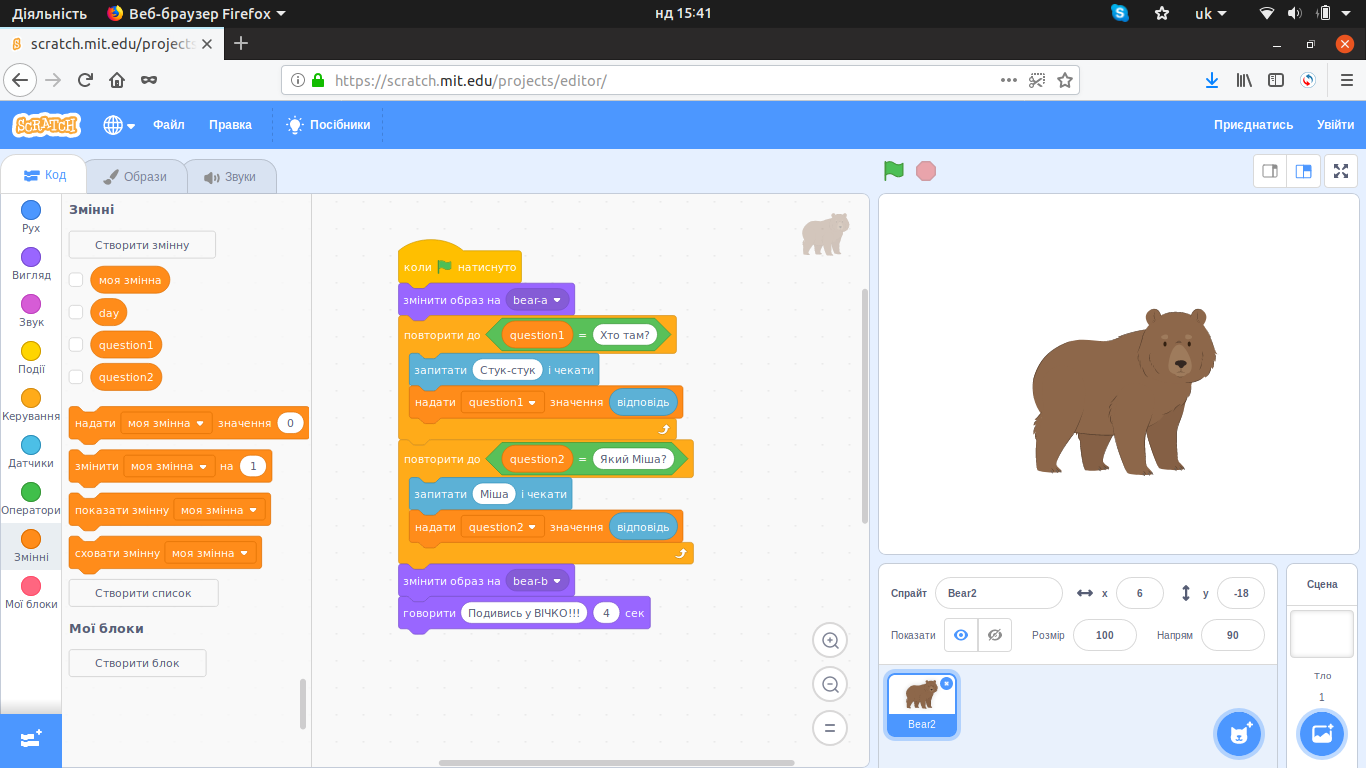 Діяльність Веб-браузер Firefox нд 15:41 uk
scratch.mit.edu/projects
https://scratch.mit.edu/projects/editor/
SCRATCH Файл Правка Посібники Приєднатись Увійти
Код Образи Звуки
Рух
Вигляд
Звук
Події
Керування
Датчики
Оператори
Змінні
Мої блоки
Змінні
Створити змінну
моя змінна
day
question1
question2
надати моя змінна значення 0
змінити моя змінна на 1
показати змінну моя змінна
сховати змінну моя змінна
Створити список
Мої блоки
Створити блок
коли натиснуто
змінити образ на bear-a
повторити до question1 = Хто там?
запитати Стук-стук і чекати
надати question1 значення відповідь
повторити до question2 = Який Міша?
запитати Міша і чекати
надати question2 значення відповідь
змінити образ на bear-b
говорити Подивись у ВІЧКО!!! 4 сек
Спрайт Bear2 x 6 y -18
Показати Розмір 100 Напрям 90
Bear2
Сцена
Тло
1